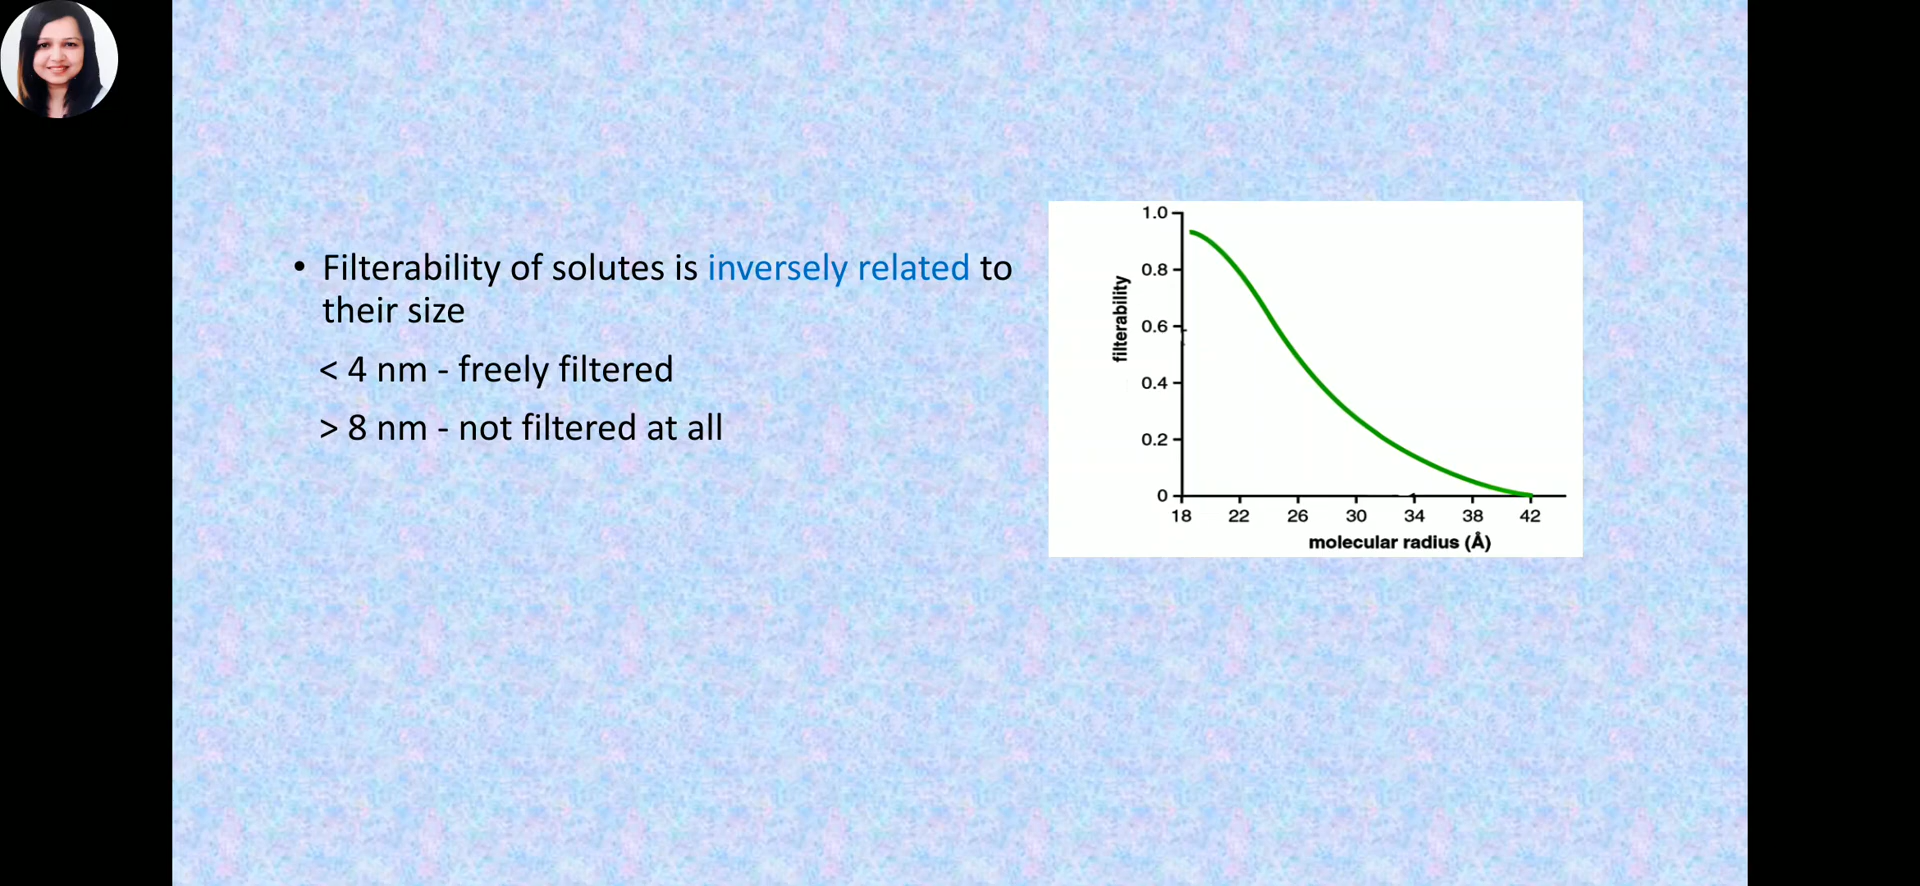 • Filterability of solutes is inversely related to
their size
< 4 nm - freely filtered
> 8 nm - not filtered at all
filterability
1.0
0.8
0.6
0.4
0.2
0
18 22 26 30 34 38 42
molecular radius (Å)